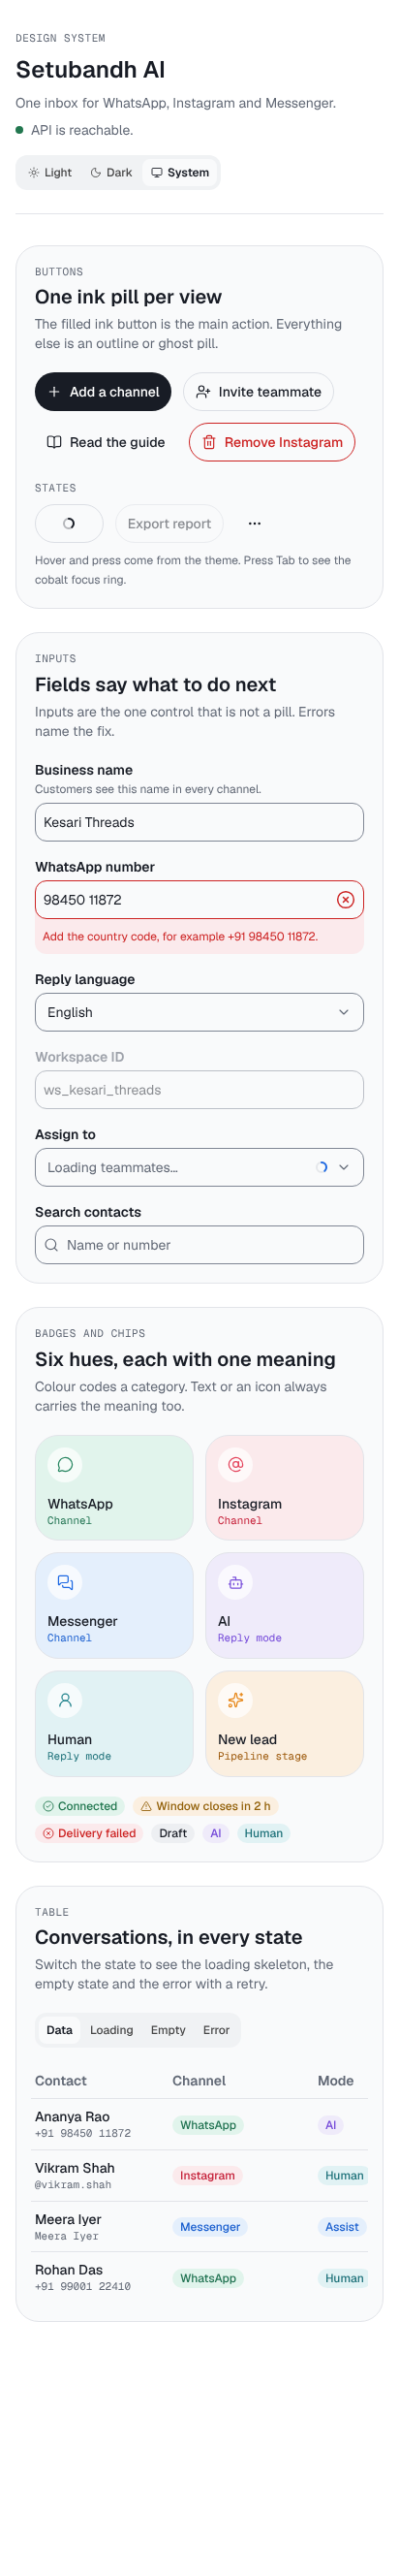 DESIGN SYSTEM
Setubandh AI
One inbox for WhatsApp, Instagram and Messenger.
API is reachable.
Light Dark System
BUTTONS
One ink pill per view
The filled ink button is the main action. Everything
else is an outline or ghost pill.
Add a channel Invite teammate
Read the guide Remove Instagram
STATES
Export report
Hover and press come from the theme. Press Tab to see the
cobalt focus ring.
INPUTS
Fields say what to do next
Inputs are the one control that is not a pill. Errors
name the fix.
Business name
Customers see this name in every channel.
Kesari Threads
WhatsApp number
98450 11872
Add the country code, for example +91 98450 11872.
Reply language
English
Workspace ID
ws_kesari_threads
Assign to
Loading teammates...
Search contacts
Name or number
BADGES AND CHIPS
Six hues, each with one meaning
Colour codes a category. Text or an icon always
carries the meaning too.
WhatsApp Instagram
Channel Channel
Messenger AI
Channel Reply mode
Human New lead
Reply mode Pipeline stage
Connected Window closes in 2 h
Delivery failed Draft AI Human
TABLE
Conversations, in every state
Switch the state to see the loading skeleton, the
empty state and the error with a retry.
Data Loading Empty Error
Contact Channel Mode
Ananya Rao WhatsApp AI
+91 98450 11872
Vikram Shah Instagram Human
@vikram.shah
Meera Iyer Messenger Assist
Meera Iyer
Rohan Das WhatsApp Human
+91 99001 22410